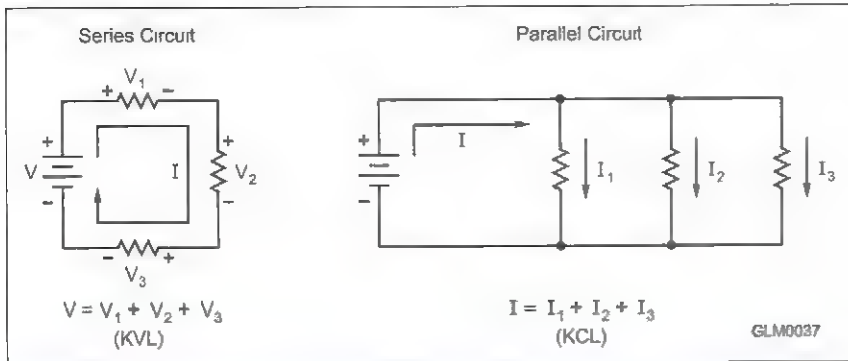 Series Circuit
+ V₁ −
+
V
−
I
+
V₂
−
− V₃ +
V = V₁ + V₂ + V₃
(KVL)
Parallel Circuit
+
−
I
I₁
I₂
I₃
I = I₁ + I₂ + I₃
(KCL)
GLM0037